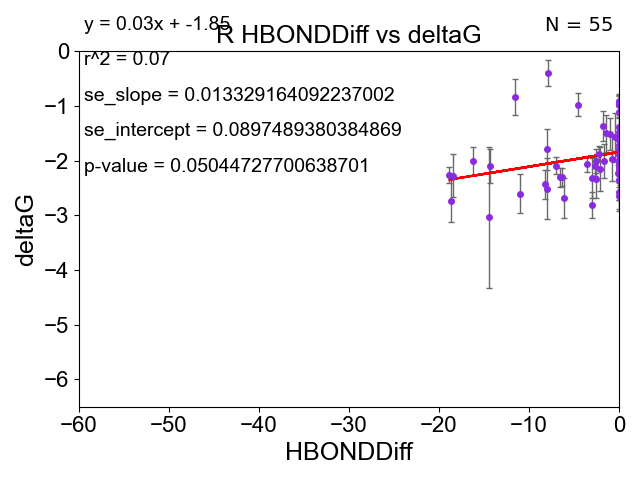 y = 0.03x + -1.85
N = 55
R HBONDDiff vs deltaG
r^2 = 0.07
se_slope = 0.013329164092237002
se_intercept = 0.0897489380384869
p-value = 0.05044727700638701
0
−1
−2
−3
−4
−5
−6
deltaG
−60 −50 −40 −30 −20 −10 0
HBONDDiff